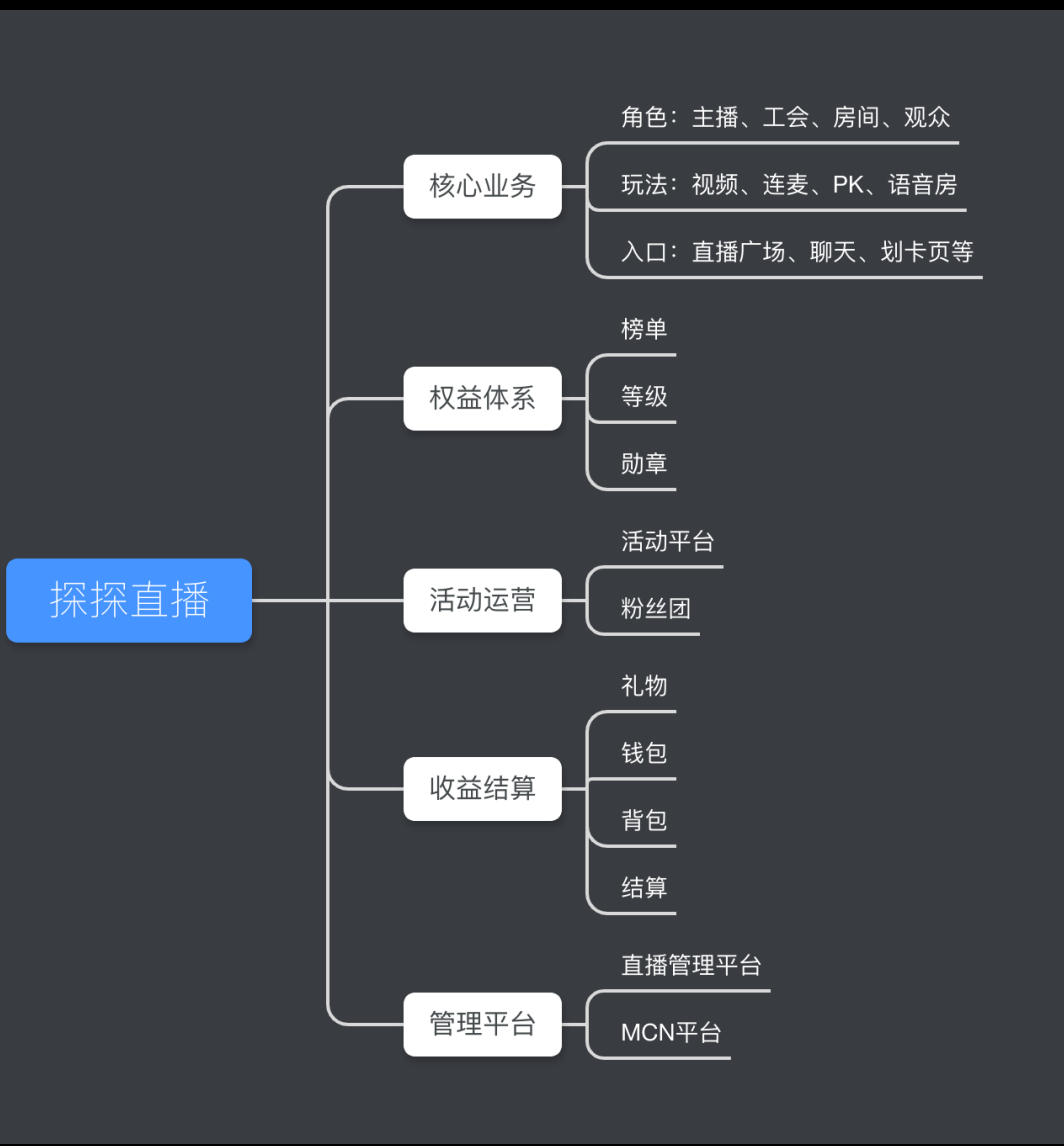 探探直播
核心业务
角色：主播、工会、房间、观众
玩法：视频、连麦、PK、语音房
入口：直播广场、聊天、划卡页等
权益体系
榜单
等级
勋章
活动运营
活动平台
粉丝团
收益结算
礼物
钱包
背包
结算
管理平台
直播管理平台
MCN平台